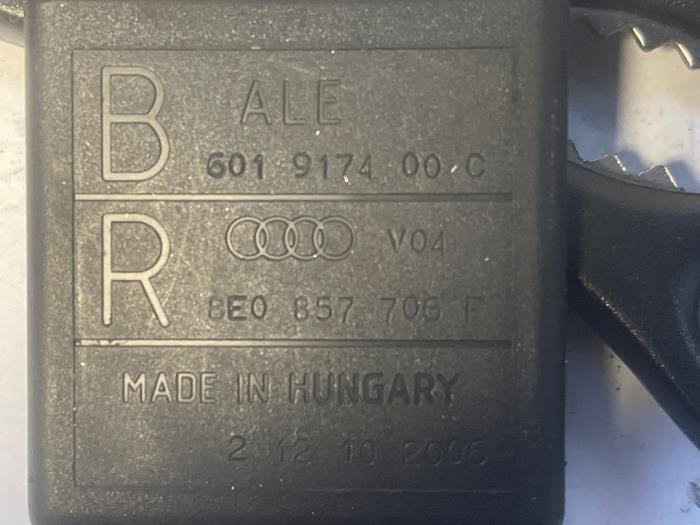 B ALE
601 9174 00 C
R V04
8E0 857 706 F
MADE IN HUNGARY
2 12 10 2006